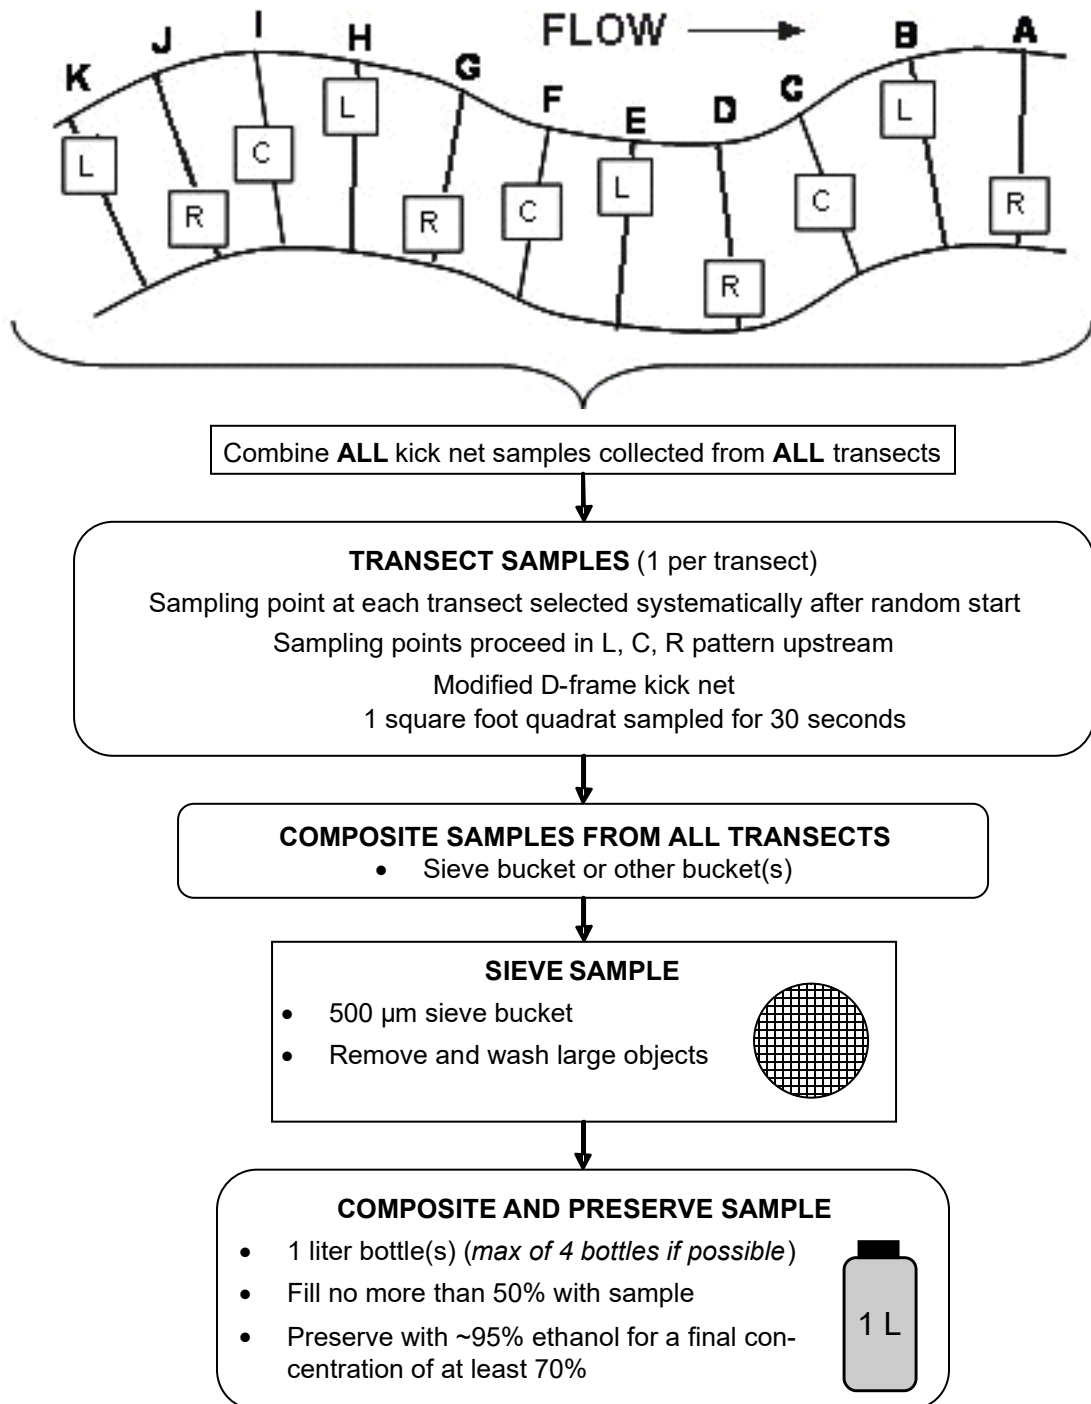 FLOW
K J I H G F E D C B A
L R C L R C L R C L R
Combine ALL kick net samples collected from ALL transects
TRANSECT SAMPLES (1 per transect)
Sampling point at each transect selected systematically after random start
Sampling points proceed in L, C, R pattern upstream
Modified D-frame kick net
1 square foot quadrat sampled for 30 seconds
COMPOSITE SAMPLES FROM ALL TRANSECTS
• Sieve bucket or other bucket(s)
SIEVE SAMPLE
• 500 µm sieve bucket
• Remove and wash large objects
COMPOSITE AND PRESERVE SAMPLE
• 1 liter bottle(s) (max of 4 bottles if possible)
• Fill no more than 50% with sample
• Preserve with ~95% ethanol for a final con-
centration of at least 70%
1 L